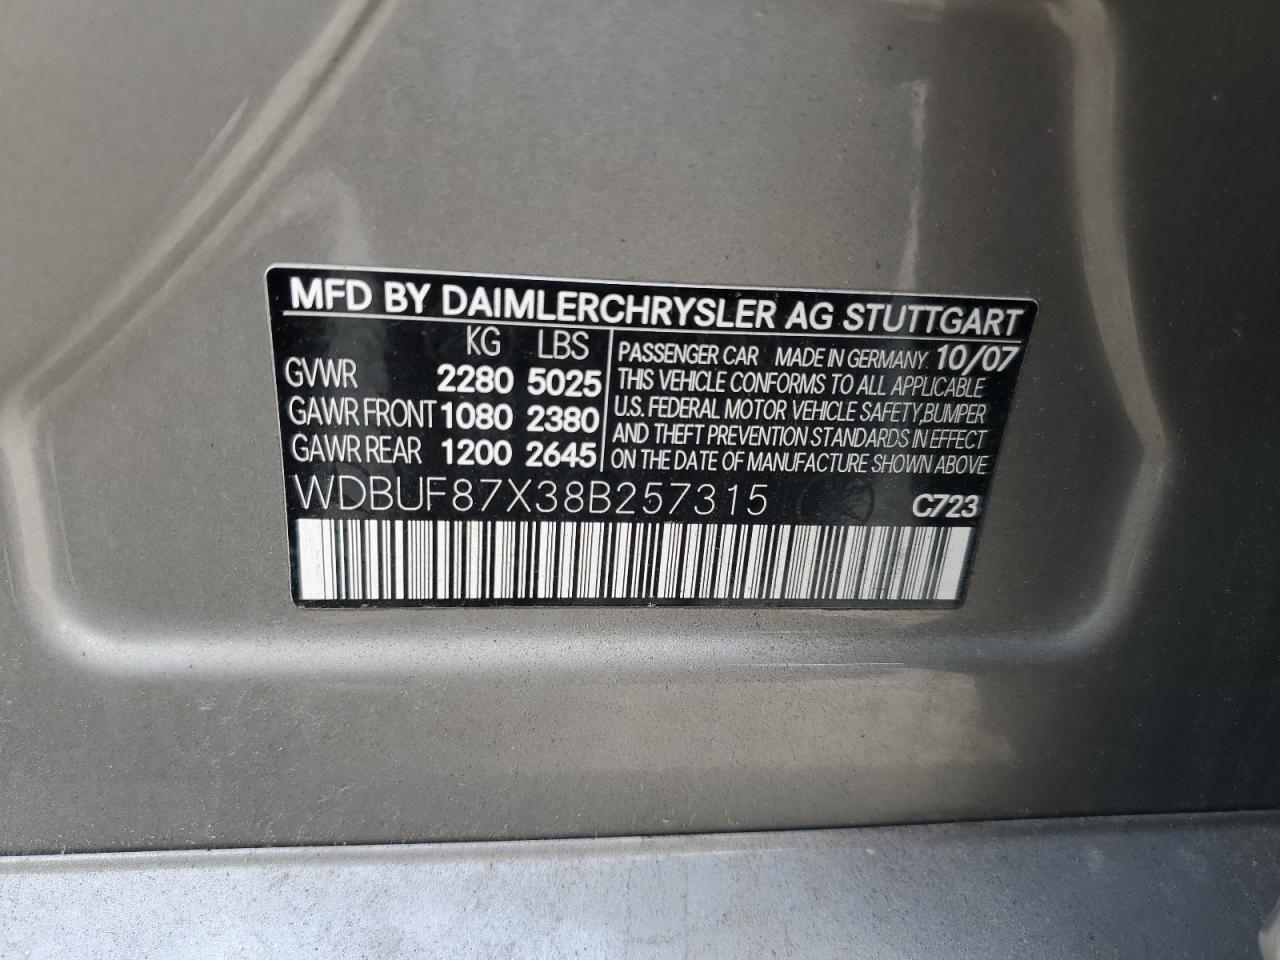 MFD BY DAIMLERCHRYSLER AG STUTTGART
KG LBS
GVWR 2280 5025
GAWR FRONT 1080 2380
GAWR REAR 1200 2645
PASSENGER CAR MADE IN GERMANY. 10/07
THIS VEHICLE CONFORMS TO ALL APPLICABLE
U.S. FEDERAL MOTOR VEHICLE SAFETY, BUMPER
AND THEFT PREVENTION STANDARDS IN EFFECT
ON THE DATE OF MANUFACTURE SHOWN ABOVE
WDBUF87X38B257315 C723